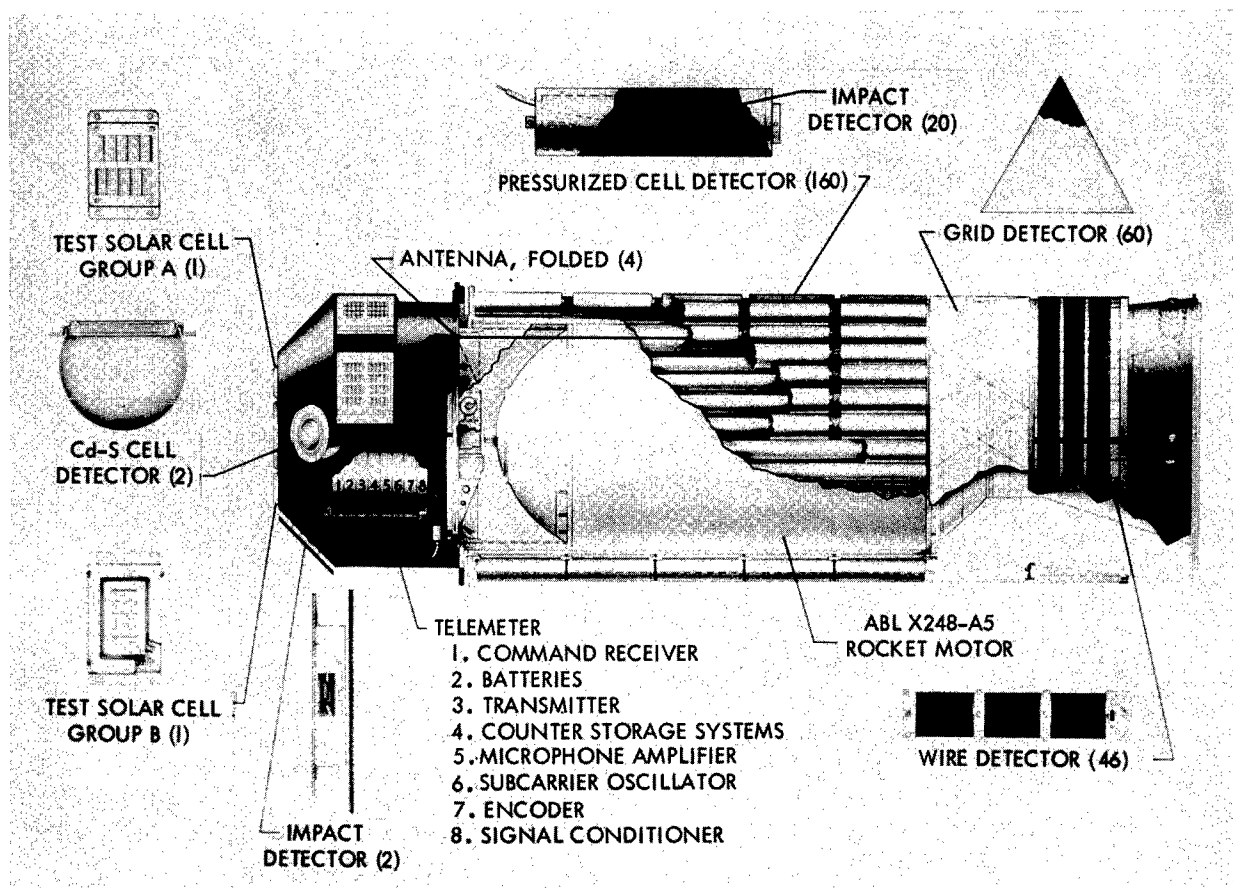 IMPACT
DETECTOR (20)
PRESSURIZED CELL DETECTOR (160)
GRID DETECTOR (60)
TEST SOLAR CELL
GROUP A (1)
ANTENNA, FOLDED (4)
Cd-S CELL
DETECTOR (2)
12345678
TEST SOLAR CELL
GROUP B (1)
TELEMETER
1. COMMAND RECEIVER
2. BATTERIES
3. TRANSMITTER
4. COUNTER STORAGE SYSTEMS
5. MICROPHONE AMPLIFIER
6. SUBCARRIER OSCILLATOR
7. ENCODER
8. SIGNAL CONDITIONER
IMPACT
DETECTOR (2)
ABL X248-A5
ROCKET MOTOR
WIRE DETECTOR (46)